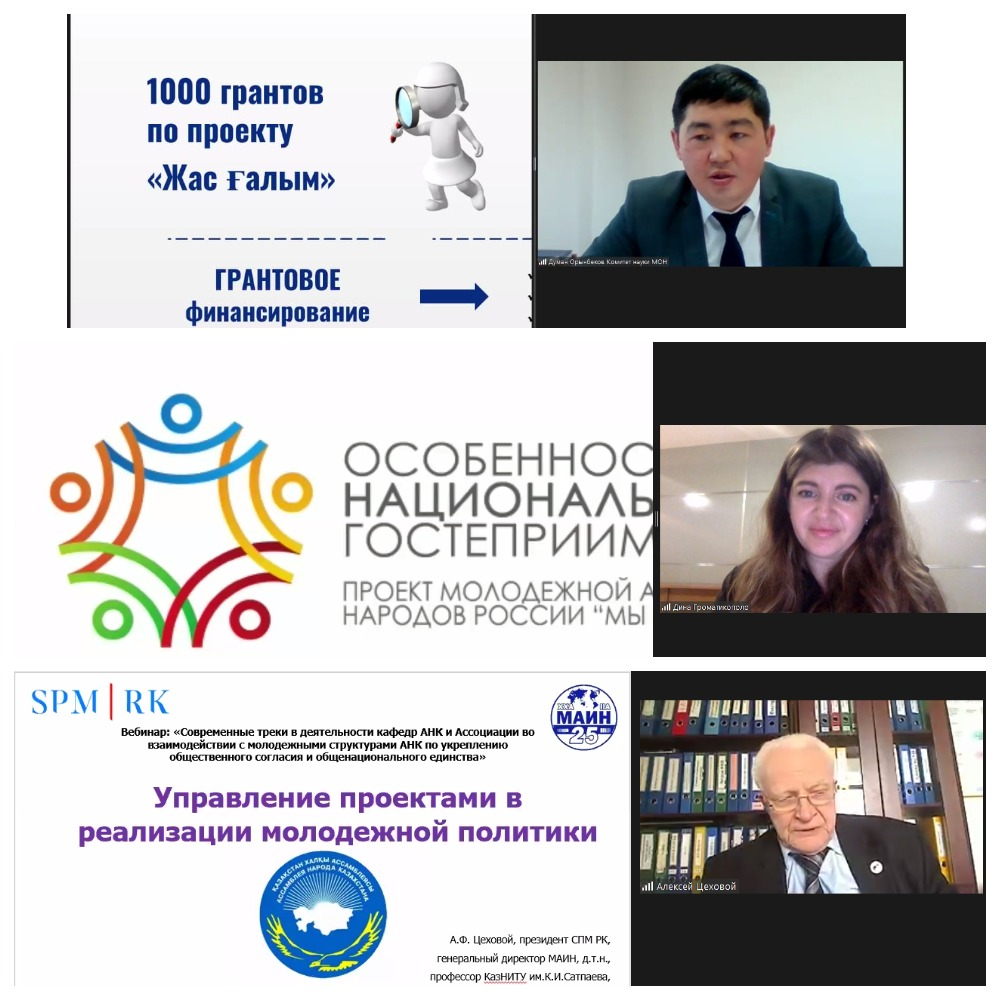 1000 грантов
по проекту
«Жас ғалым»
ГРАНТОВОЕ
финансирование
Думан Орынбеков Комитет науки МОН
ОСОБЕННОС
НАЦИОНАЛЬ
ГОСТЕПРИИМ
ПРОЕКТ МОЛОДЕЖНОЙ А
НАРОДОВ РОССИИ “МЫ
Дина Громатикополо
SPM|RK
МАИН
25
Вебинар: «Современные треки в деятельности кафедр АНК и Ассоциации во
взаимодействии с молодежными структурами АНК по укреплению
общественного согласия и общенационального единства»
Управление проектами в
реализации молодежной политики
ҚАЗАҚСТАН ХАЛҚЫ АССАМБЛЕЯСЫ
АССАМБЛЕЯ НАРОДА КАЗАХСТАНА
А.Ф. Цеховой, президент СПМ РК,
генеральный директор МАИН, д.т.н.,
профессор КазНИТУ им.К.И.Сатпаева,
Алексей Цеховой